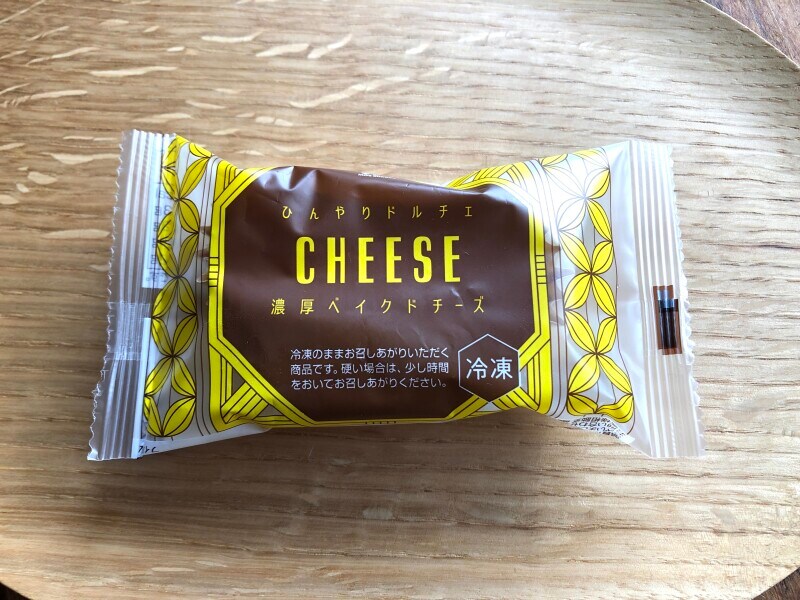 ひんやりドルチェ
CHEESE
濃厚ベイクドチーズ
冷凍のままお召しあがりいただく
商品です。硬い場合は、少し時間
をおいてお召しあがりください。
冷凍